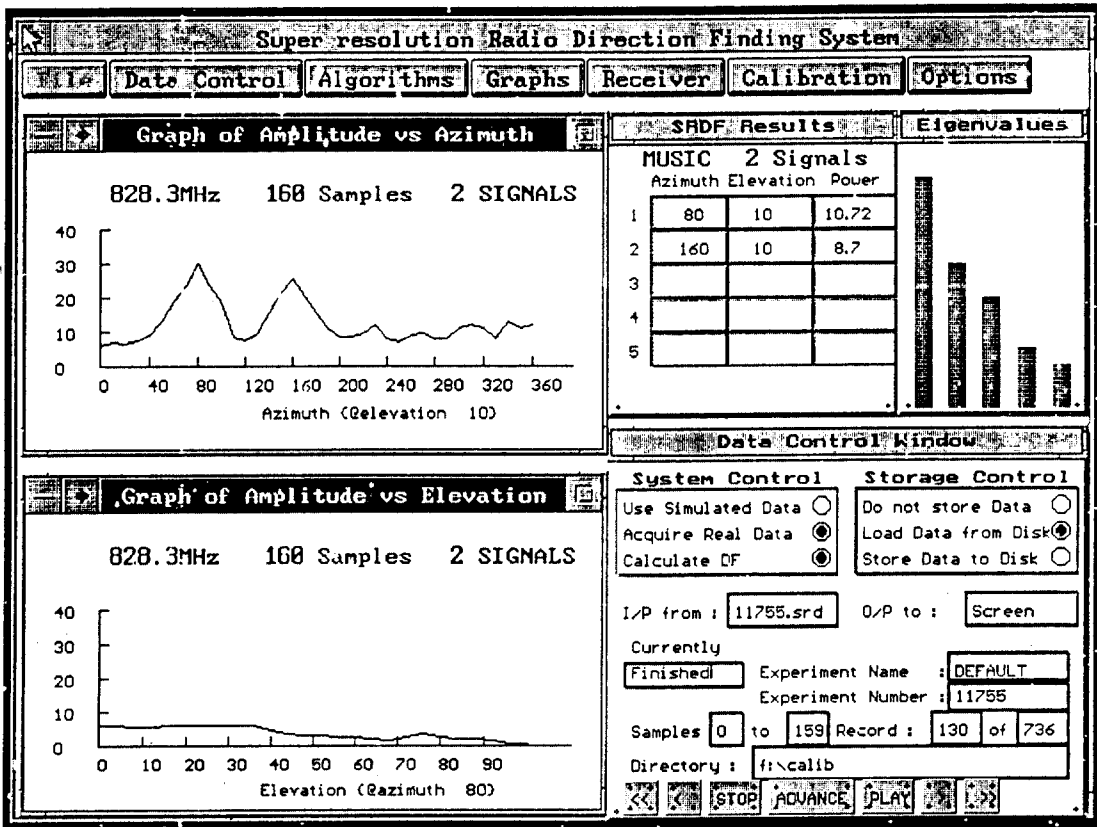 Super resolution Radio Direction Finding System
File Data Control Algorithms Graphs Receiver Calibration Options
Graph of Amplitude vs Azimuth
828.3MHz 160 Samples 2 SIGNALS
40
30
20
10
0
0 40 80 120 160 200 240 280 320 360
Azimuth (@elevation 10)
SRDF Results
MUSIC 2 Signals
Azimuth Elevation Power
1 80 10 10.72
2 160 10 8.7
3
4
5
Eigenvalues
Graph of Amplitude vs Elevation
828.3MHz 160 Samples 2 SIGNALS
40
30
20
10
0
0 10 20 30 40 50 60 70 80 90
Elevation (@azimuth 80)
Data Control Window
System Control
Use Simulated Data
Acquire Real Data
Calculate DF
Storage Control
Do not store Data
Load Data from Disk
Store Data to Disk
I/P from : 11755.srd O/P to : Screen
Currently
Finished
Experiment Name : DEFAULT
Experiment Number : 11755
Samples 0 to 159 Record : 130 of 736
Directory : f:\calib
<< < STOP ADVANCE PLAY > >>